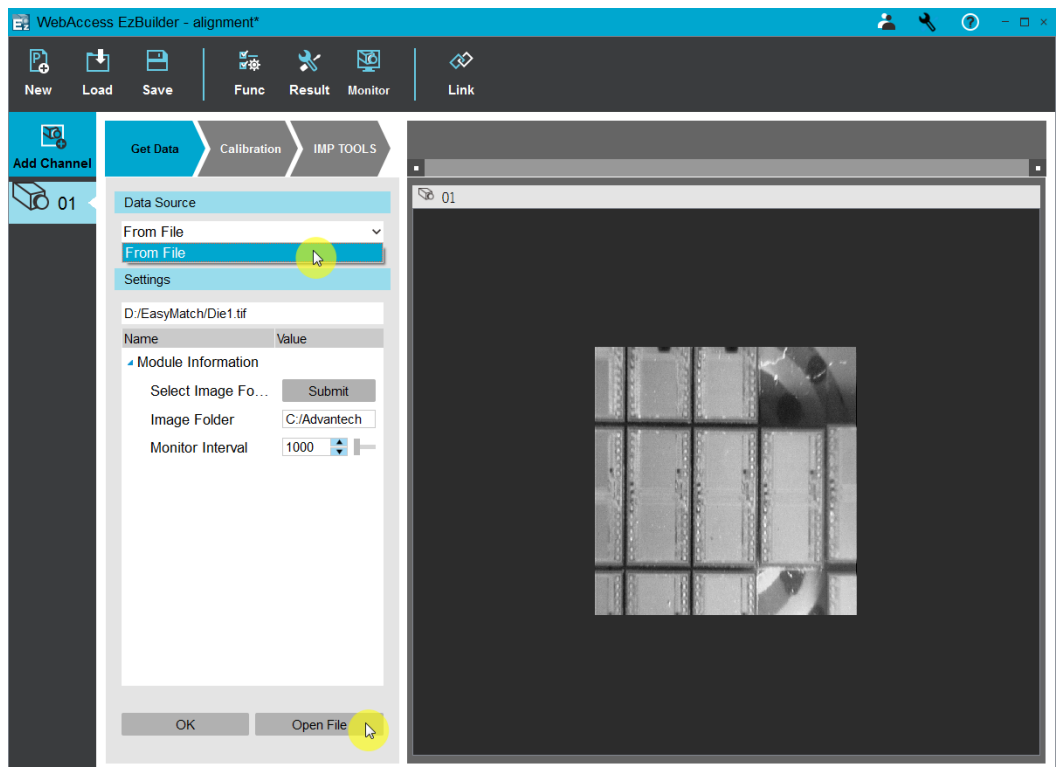 WebAccess EzBuilder - alignment*
New Load Save Func Result Monitor Link
Add Channel
01
Get Data Calibration IMP TOOLS
Data Source
From File
From File
Settings
D:/EasyMatch/Die1.tif
Name Value
Module Information
Select Image Fo... Submit
Image Folder C:/Advantech
Monitor Interval 1000
OK Open File
01